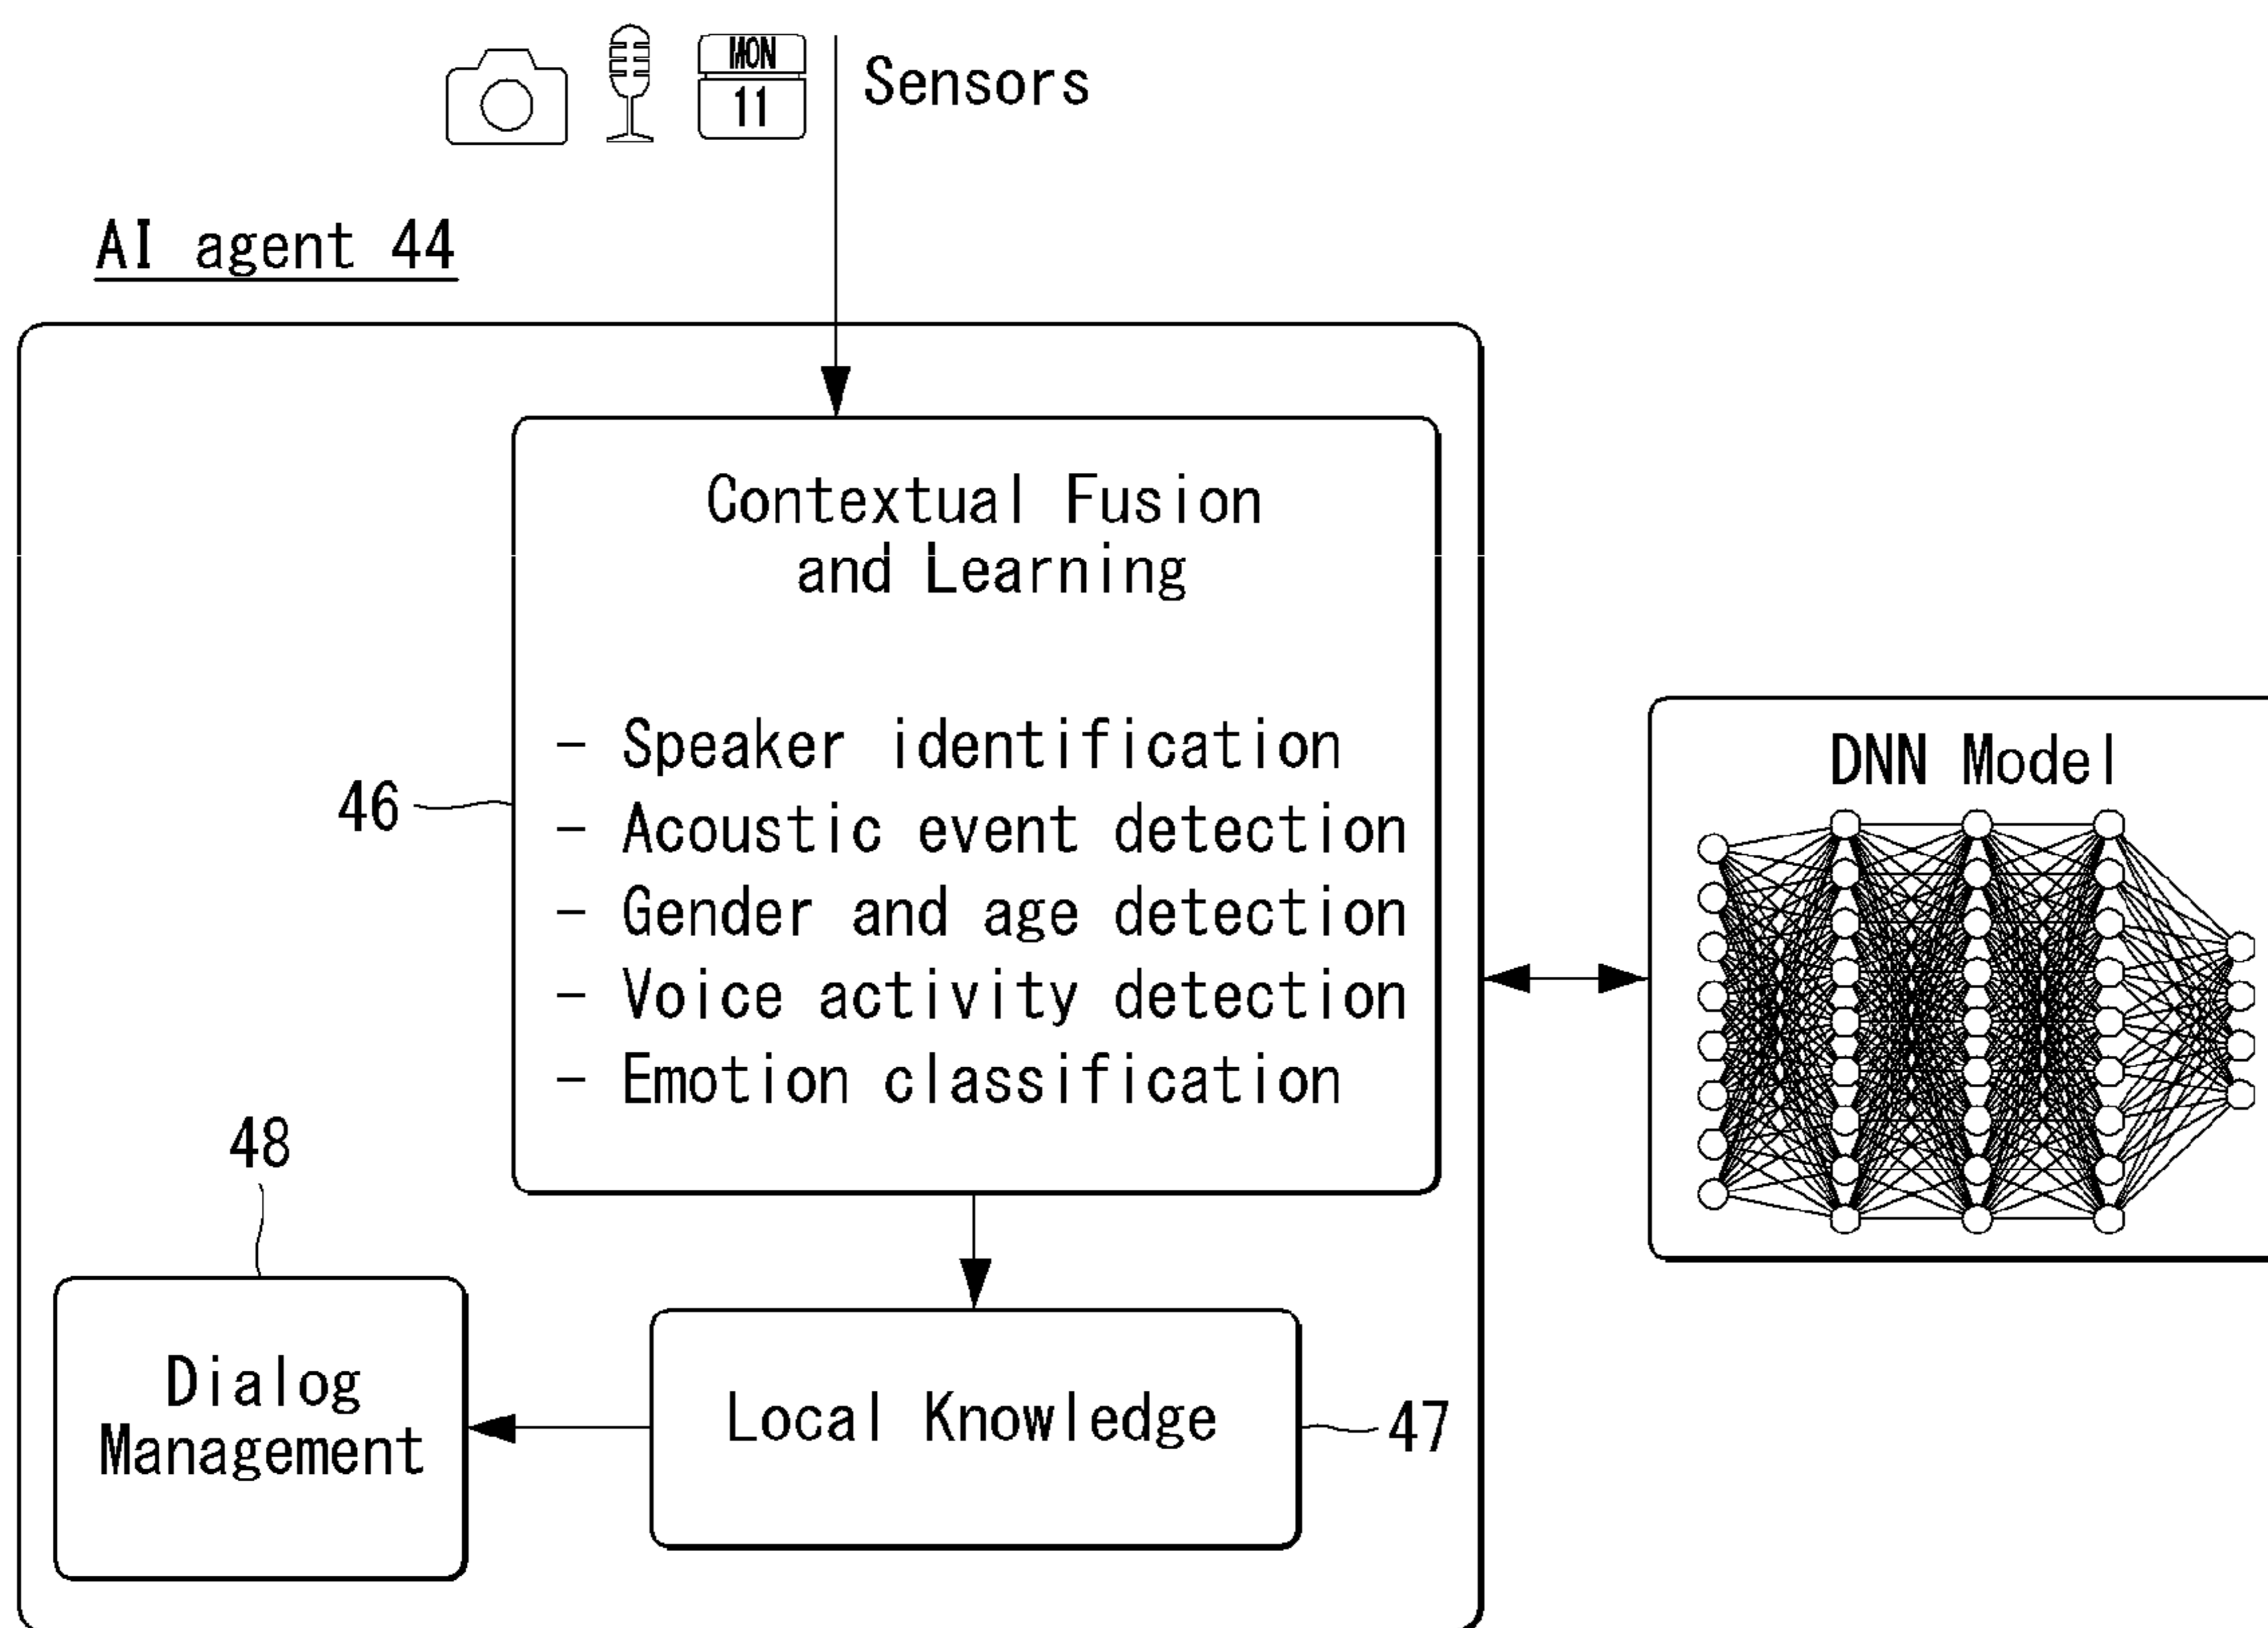 MON
11
Sensors
AI agent 44
Contextual Fusion
and Learning
- Speaker identification
- Acoustic event detection
- Gender and age detection
- Voice activity detection
- Emotion classification
46
DNN Model
48
Dialog
Management
Local Knowledge
47